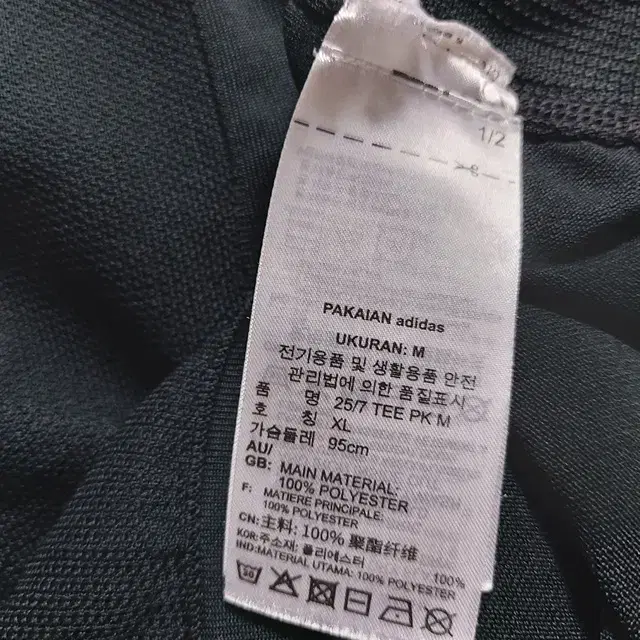 1/2
PAKAIAN adidas
UKURAN: M
전기용품 및 생활용품 안전
관리법에 의한 품질표시
품 명 25/7 TEE PK M
호 칭 XL
가슴둘레 95cm
AU/
GB: MAIN MATERIAL:
100% POLYESTER
F: MATIERE PRINCIPALE:
100% POLYESTER
CN: 主料: 100% 聚酯纤维
KOR: 주소재: 폴리에스터 100%
IND: MATERIAL UTAMA: 100% POLYESTER